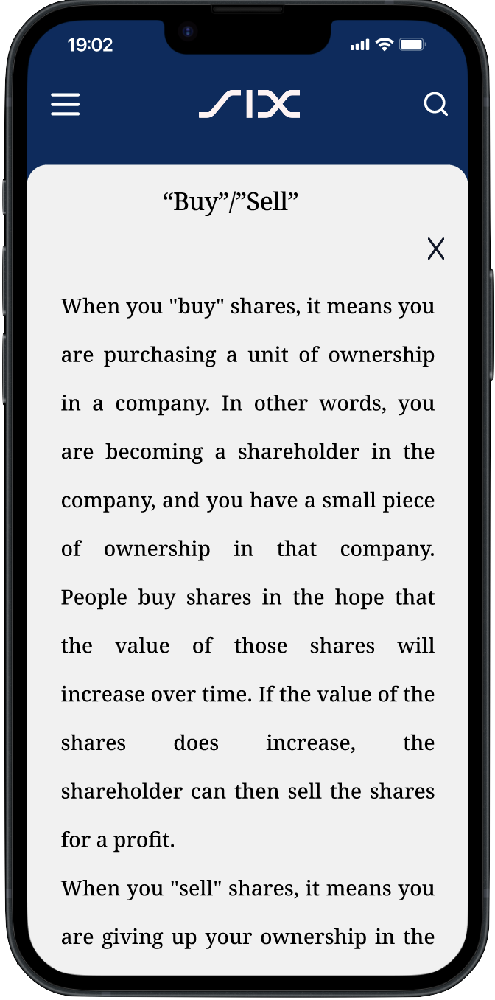 19:02
SIX
“Buy”/”Sell”
X
When you "buy" shares, it means you
are purchasing a unit of ownership
in a company. In other words, you
are becoming a shareholder in the
company, and you have a small piece
of ownership in that company.
People buy shares in the hope that
the value of those shares will
increase over time. If the value of the
shares does increase, the
shareholder can then sell the shares
for a profit.
When you "sell" shares, it means you
are giving up your ownership in the